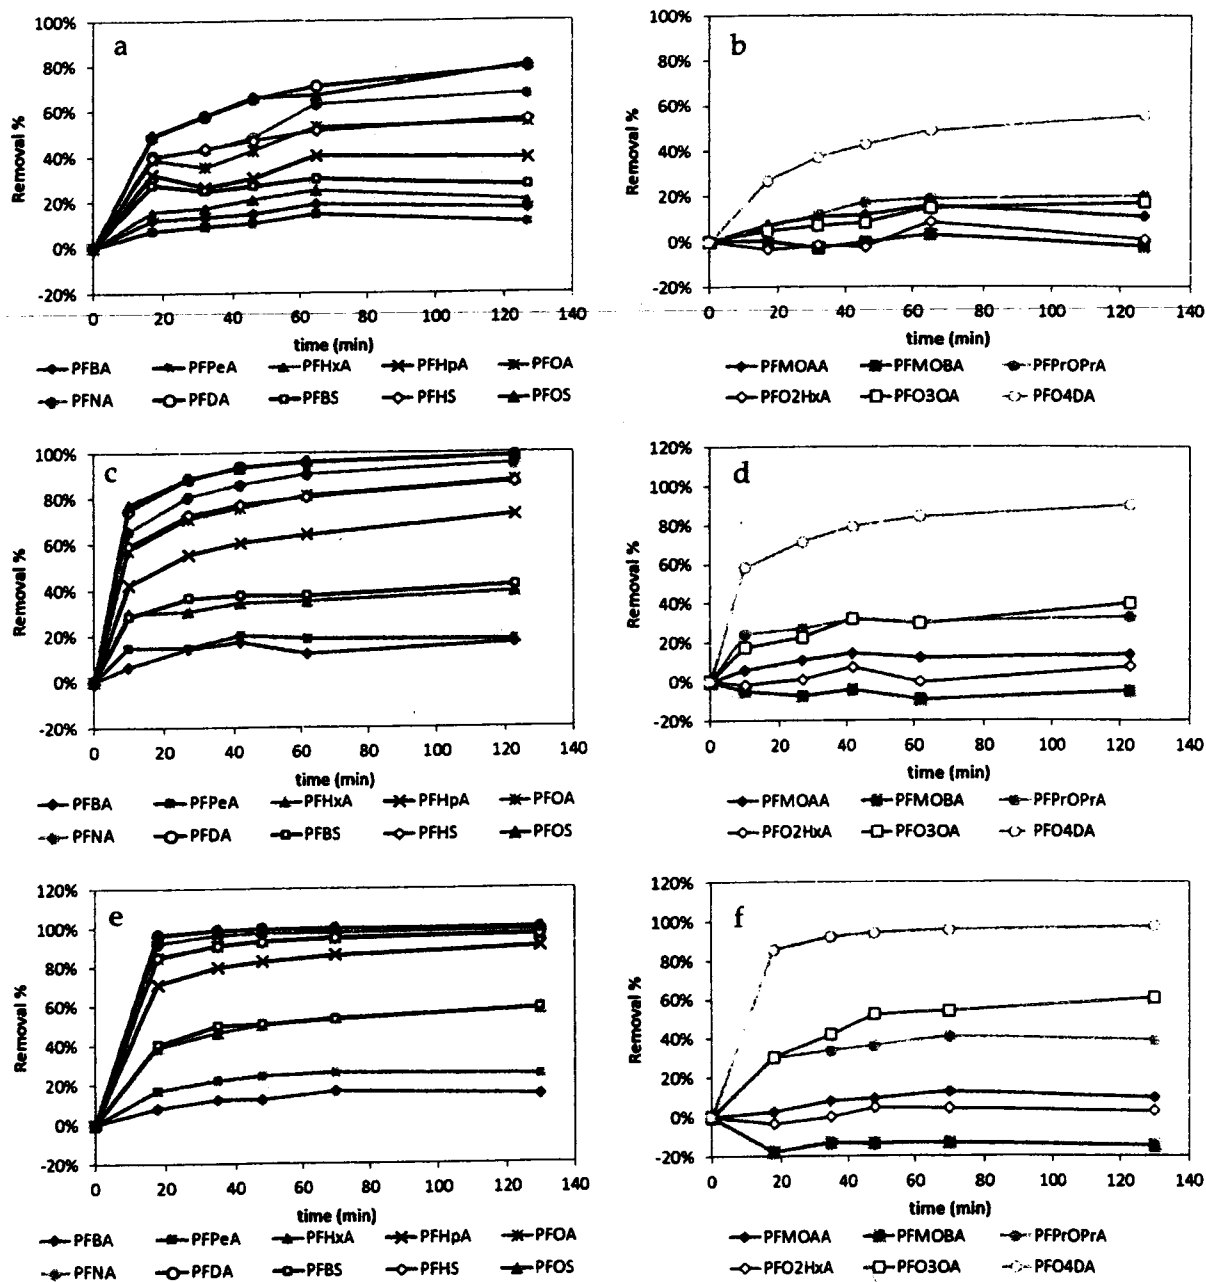 a
100%
80%
60%
40%
20%
0%
-20%
Removal %
0 20 40 60 80 100 120 140
time (min)
PFBA PFPeA PFHxA PFHpA PFOA
PFNA PFDA PFBS PFHS PFOS
b
100%
80%
60%
40%
20%
0%
-20%
Removal %
0 20 40 60 80 100 120 140
time (min)
PFMOAA PFMOBA PFPrOPrA
PFO2HxA PFO3OA PFO4DA
c
100%
80%
60%
40%
20%
0%
-20%
Removal %
0 20 40 60 80 100 120 140
time (min)
PFBA PFPeA PFHxA PFHpA PFOA
PFNA PFDA PFBS PFHS PFOS
d
120%
100%
80%
60%
40%
20%
0%
-20%
Removal %
0 20 40 60 80 100 120 140
time (min)
PFMOAA PFMOBA PFPrOPrA
PFO2HxA PFO3OA PFO4DA
e
120%
100%
80%
60%
40%
20%
0%
-20%
Removal %
0 20 40 60 80 100 120 140
time (min)
PFBA PFPeA PFHxA PFHpA PFOA
PFNA PFDA PFBS PFHS PFOS
f
120%
100%
80%
60%
40%
20%
0%
-20%
Removal %
0 20 40 60 80 100 120 140
time (min)
PFMOAA PFMOBA PFPrOPrA
PFO2HxA PFO3OA PFO4DA